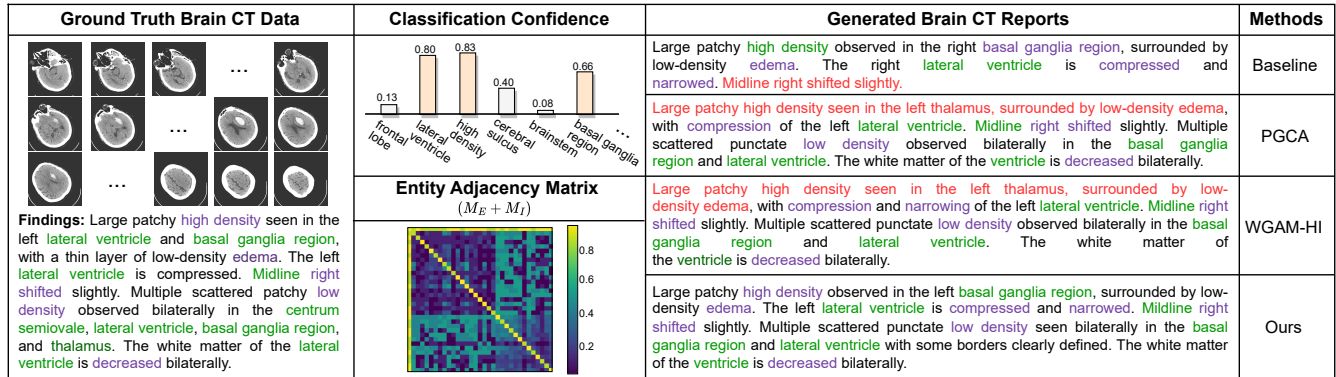 Ground Truth Brain CT Data
...
...
...
Findings: Large patchy high density seen in the
left lateral ventricle and basal ganglia region,
with a thin layer of low-density edema. The left
lateral ventricle is compressed. Midline right
shifted slightly. Multiple scattered patchy low
density observed bilaterally in the centrum
semiovale, lateral ventricle, basal ganglia region,
and thalamus. The white matter of the lateral
ventricle is decreased bilaterally.
Classification Confidence
0.13
0.80
0.83
0.40
0.08
0.66
frontal lobe
lateral ventricle
high density
cerebral sucus
brainstem
basal ganglia region
...
Entity Adjacency Matrix
(M_E + M_I)
0.8
0.6
0.4
0.2
Generated Brain CT Reports
Methods
Large patchy high density observed in the right basal ganglia region, surrounded by
low-density edema. The right lateral ventricle is compressed and
narrowed. Midline right shifted slightly.
Baseline
Large patchy high density seen in the left thalamus, surrounded by low-density edema,
with compression of the left lateral ventricle. Midline right shifted slightly. Multiple
scattered punctate low density observed bilaterally in the basal ganglia
region and lateral ventricle. The white matter of the ventricle is decreased bilaterally.
PGCA
Large patchy high density seen in the left thalamus, surrounded by low-
density edema, with compression and narrowing of the left lateral ventricle. Midline right
shifted slightly. Multiple scattered punctate low density observed bilaterally in the basal
ganglia region and lateral ventricle. The white matter of
the ventricle is decreased bilaterally.
WGAM-HI
Large patchy high density observed in the left basal ganglia region, surrounded by low-
density edema. The left lateral ventricle is compressed and narrowed. Mildline right
shifted slightly. Multiple scattered punctate low density seen bilaterally in the basal
ganglia region and lateral ventricle with some borders clearly defined. The white matter
of the ventricle is decreased bilaterally.
Ours